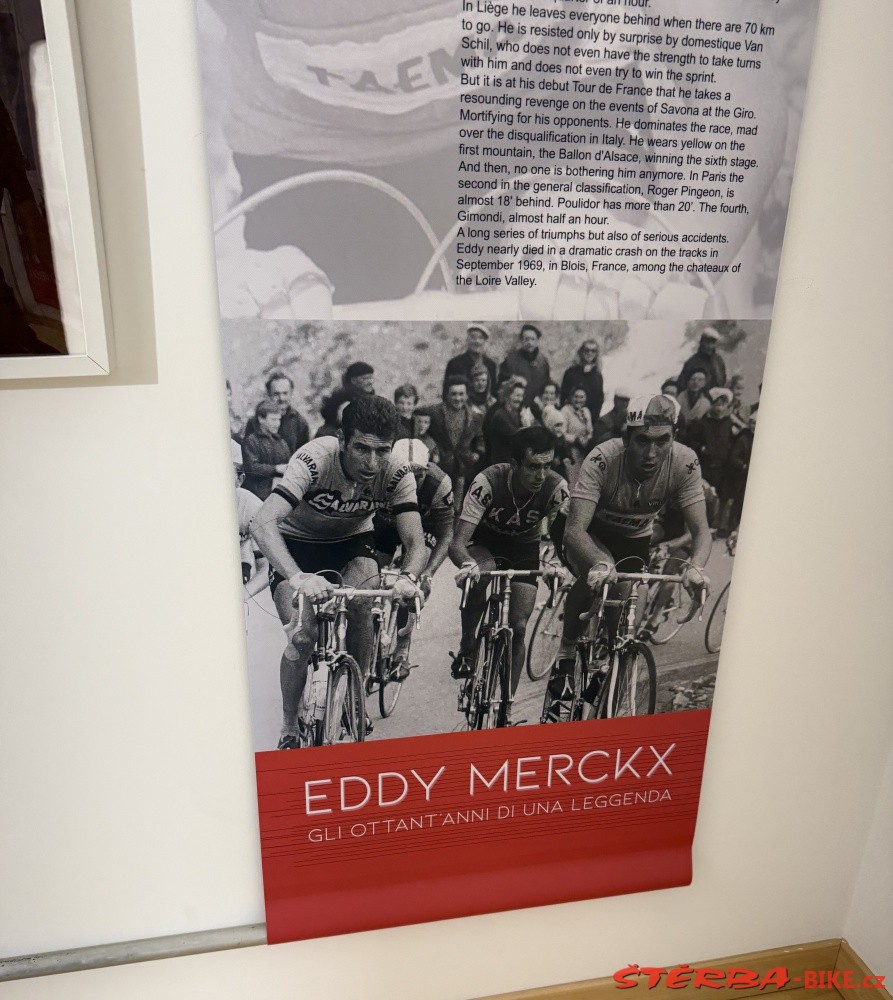 In Liège he leaves everyone behind when there are 70 km
to go. He is resisted only by surprise by domestique Van
Schil, who does not even have the strength to take turns
with him and does not even try to win the sprint.
But it is at his debut Tour de France that he takes a
resounding revenge on the events of Savona at the Giro.
Mortifying for his opponents. He dominates the race, mad
over the disqualification in Italy. He wears yellow on the
first mountain, the Ballon d'Alsace, winning the sixth stage.
And then, no one is bothering him anymore. In Paris the
second in the general classification, Roger Pingeon, is
almost 18' behind. Poulidor has more than 20'. The fourth,
Gimondi, almost half an hour.
A long series of triumphs but also of serious accidents.
Eddy nearly died in a dramatic crash on the tracks in
September 1969, in Blois, France, among the chateaux of
the Loire Valley.
FAEM
SALVARANI
KAS
KAS
FAEMA
EDDY MERCKX
GLI OTTANT'ANNI DI UNA LEGGENDA
ŠTĚRBA-BIKE.cz